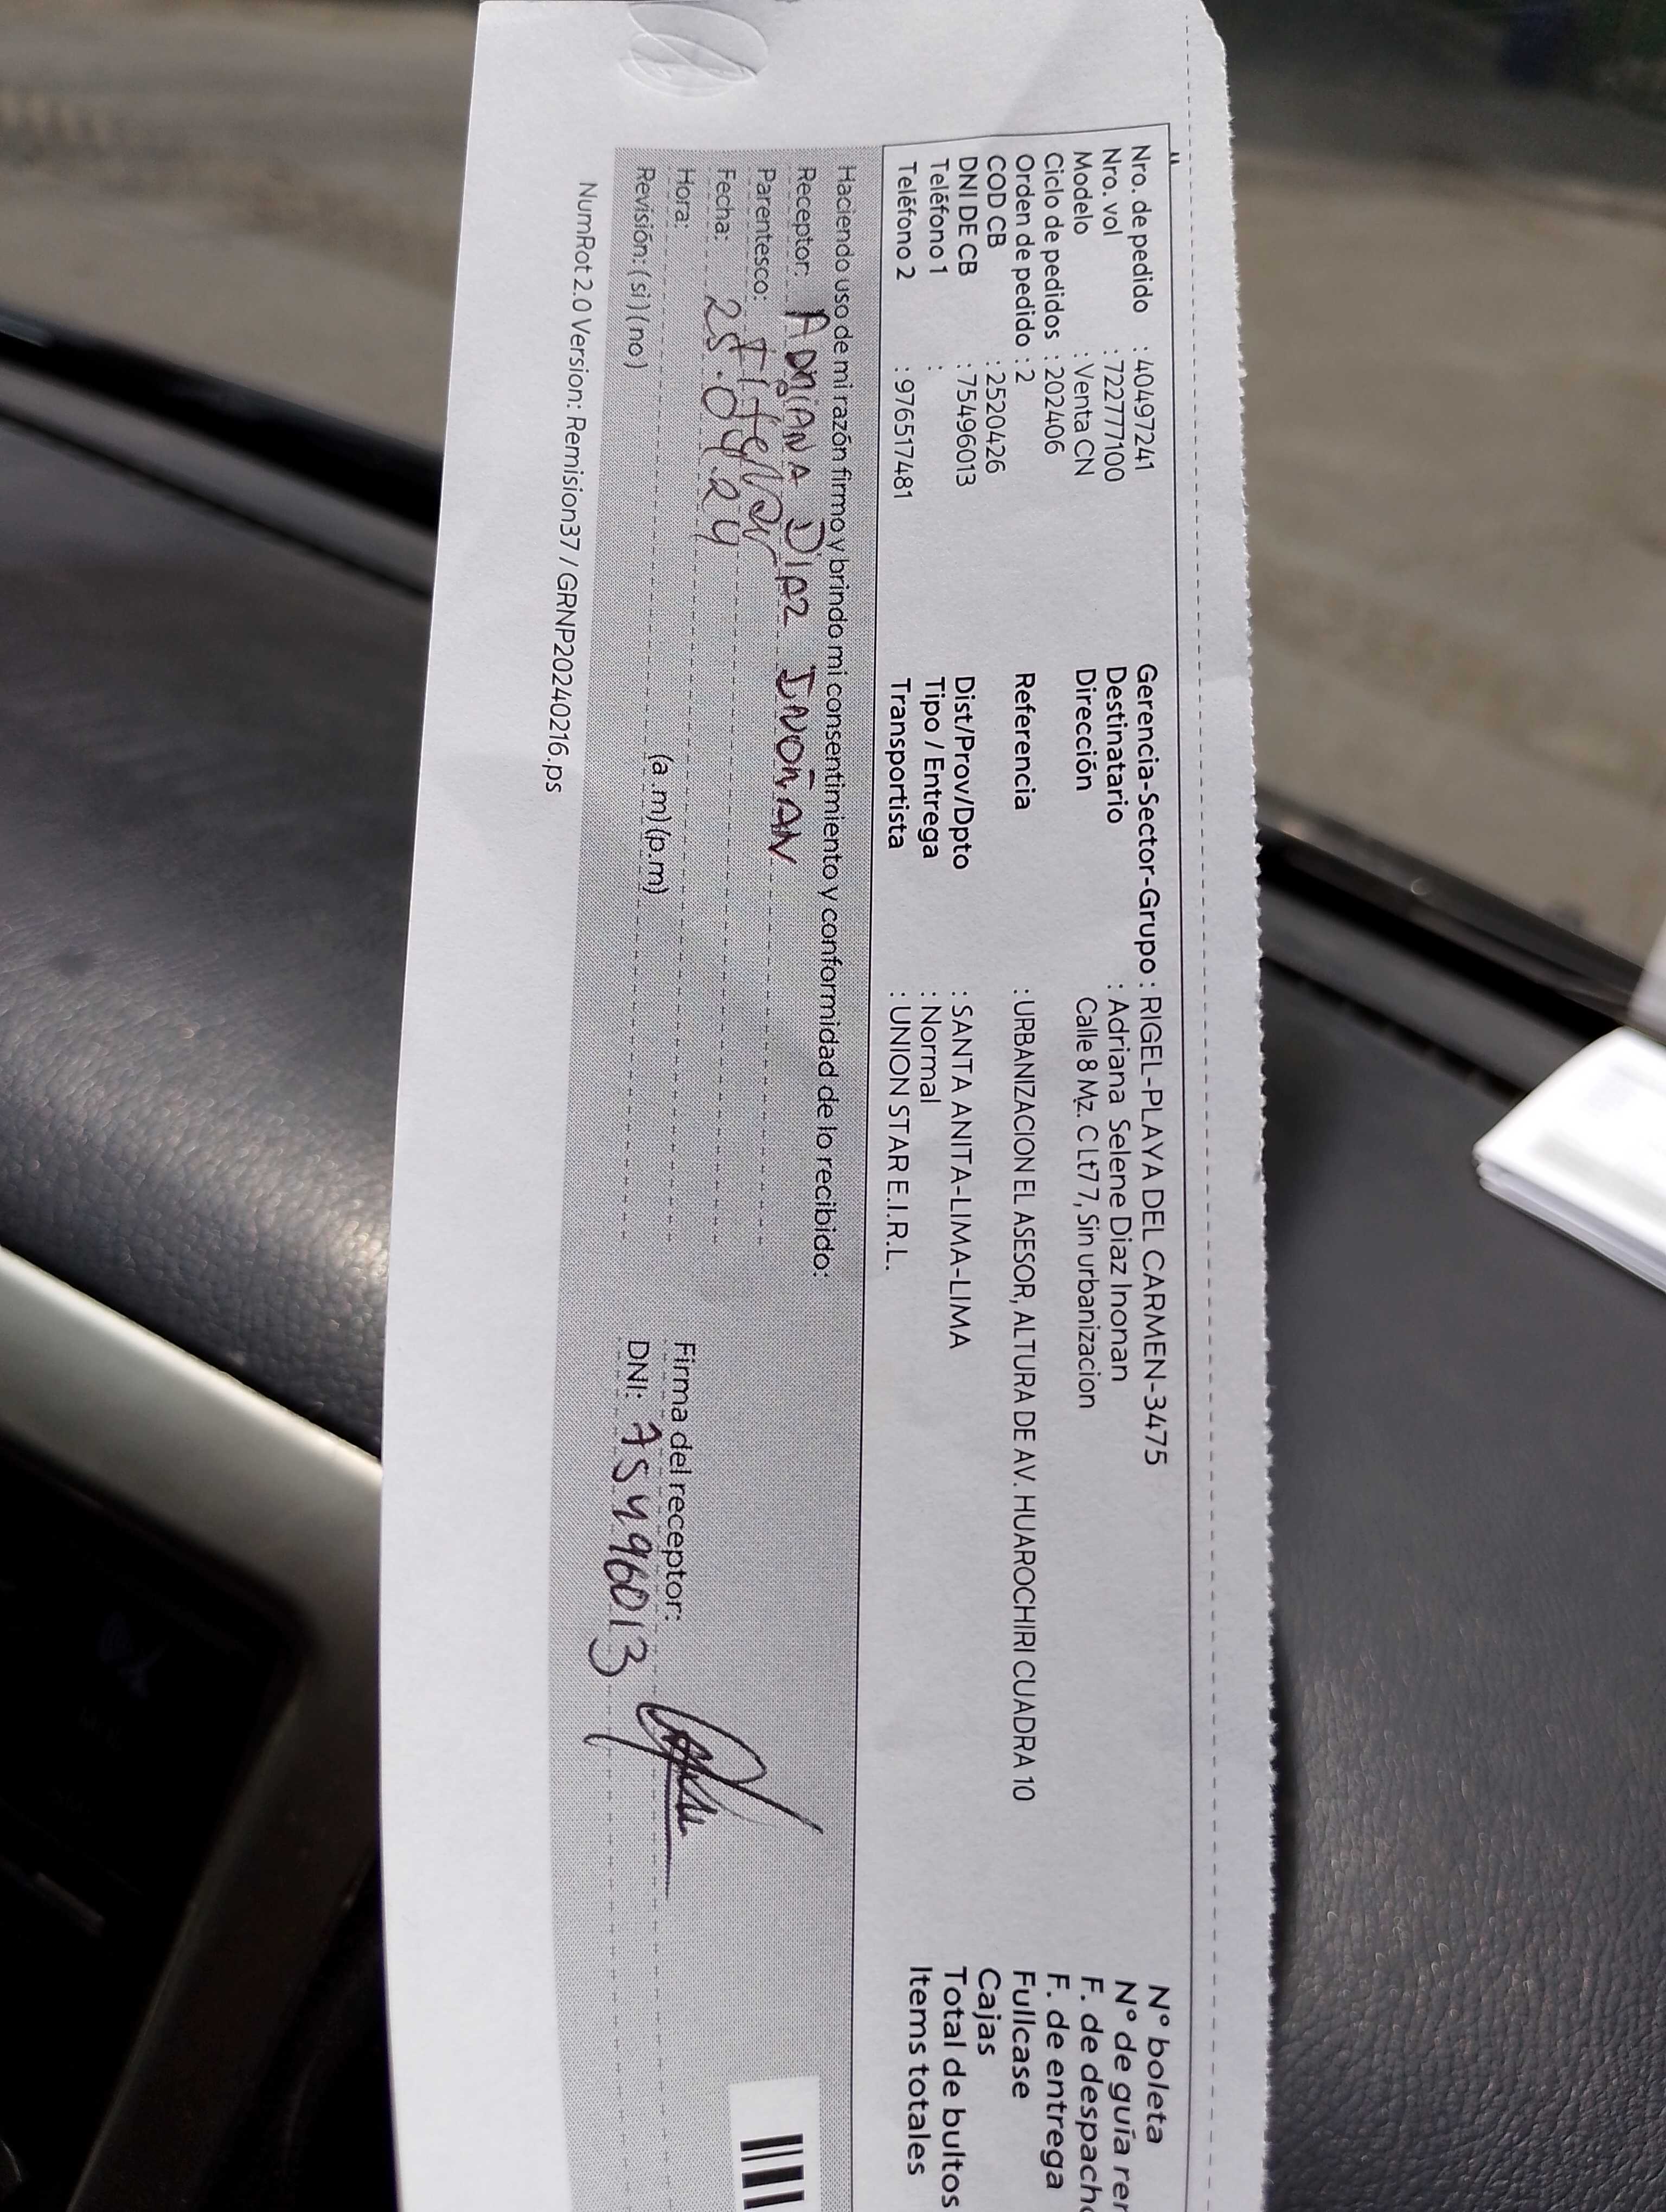 Nro. de pedido : 40497241
Nro. vol : 722777100
Modelo : Venta CN
Ciclo de pedidos : 202406
Orden de pedido : 2
COD CB : 2520426
DNI DE CB : 75496013
Teléfono 1 :
Teléfono 2 : 976517481
Gerencia-Sector-Grupo : RIGEL-PLAYA DEL CARMEN-3475
Destinatario : Adriana Selene Diaz Inonan
Dirección Calle 8 Mz. C Lt77, Sin urbanizacion
Referencia : URBANIZACION EL ASESOR, ALTURA DE AV. HUAROCHIRI CUADRA 10
Dist/Prov/Dpto : SANTA ANITA-LIMA-LIMA
Tipo / Entrega : Normal
Transportista : UNION STAR E.I.R.L.
N° boleta
N° de guía rem
F. de despacho
F. de entrega
Fullcase
Cajas
Total de bultos
Items totales
Haciendo uso de mi razón firmo y brindo mi consentimiento y conformidad de lo recibido:
Receptor: ADRIANA DIAZ INOÑAN
Parentesco: Titular
Fecha: 25.04.24
Hora: (a.m) (p.m)
Revisión: ( si ) ( no )
Firma del receptor:
DNI: 75496013
NumRot 2.0 Version: Remision37 / GRNP20240216.ps